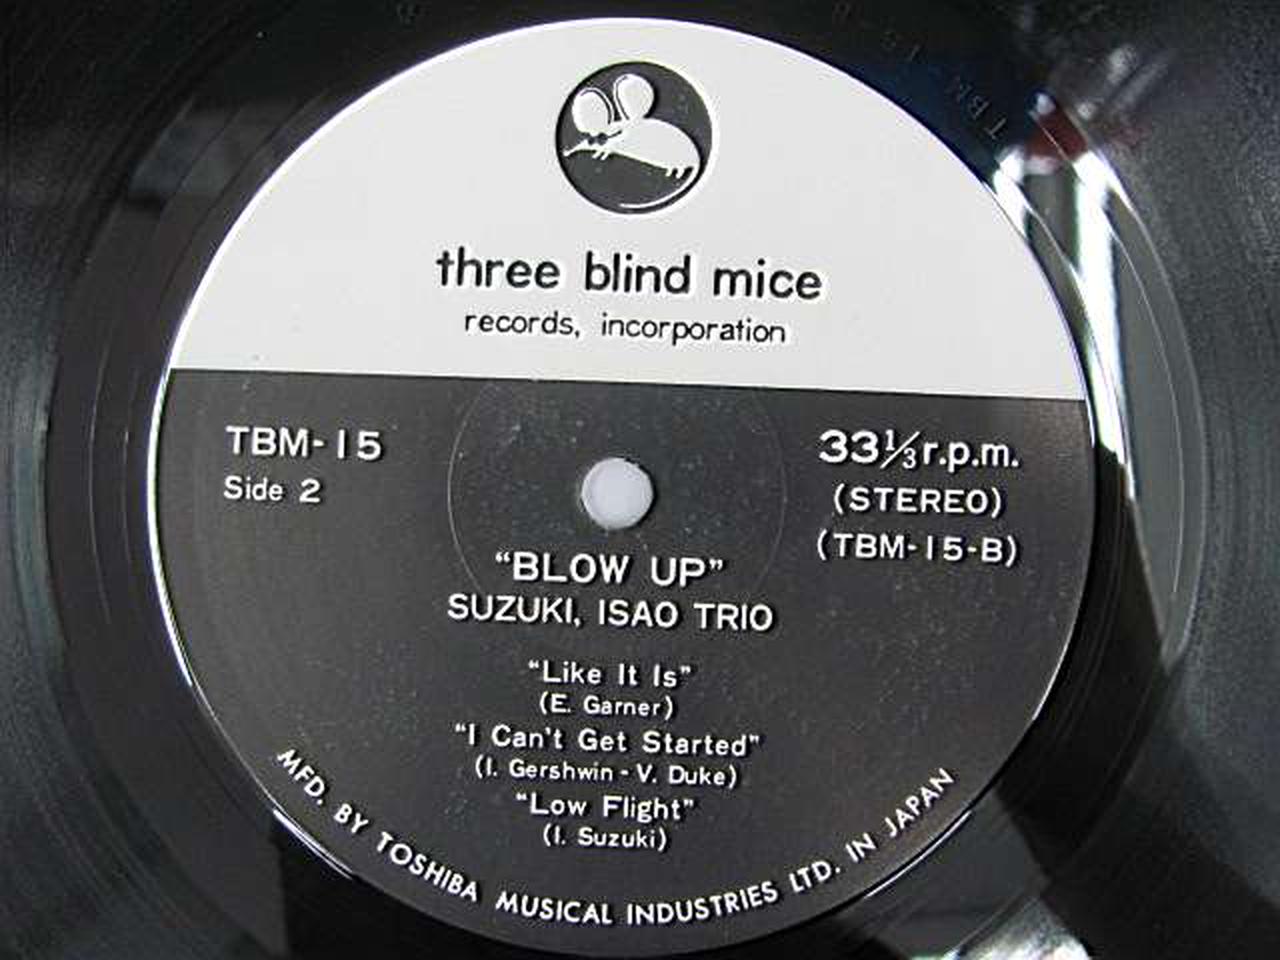 three blind mice
records, incorporation
TBM-15
Side 2
33⅓ r.p.m.
(STEREO)
(TBM-15-B)
"BLOW UP"
SUZUKI, ISAO TRIO
"Like It Is"
(E. Garner)
"I Can't Get Started"
(I. Gershwin - V. Duke)
"Low Flight"
(I. Suzuki)
MFD. BY TOSHIBA MUSICAL INDUSTRIES LTD. IN JAPAN